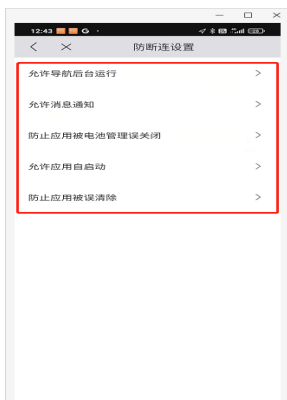 12:43
防断连设置
允许导航后台运行
允许消息通知
防止应用被电池管理误关闭
允许应用自启动
防止应用被误清除